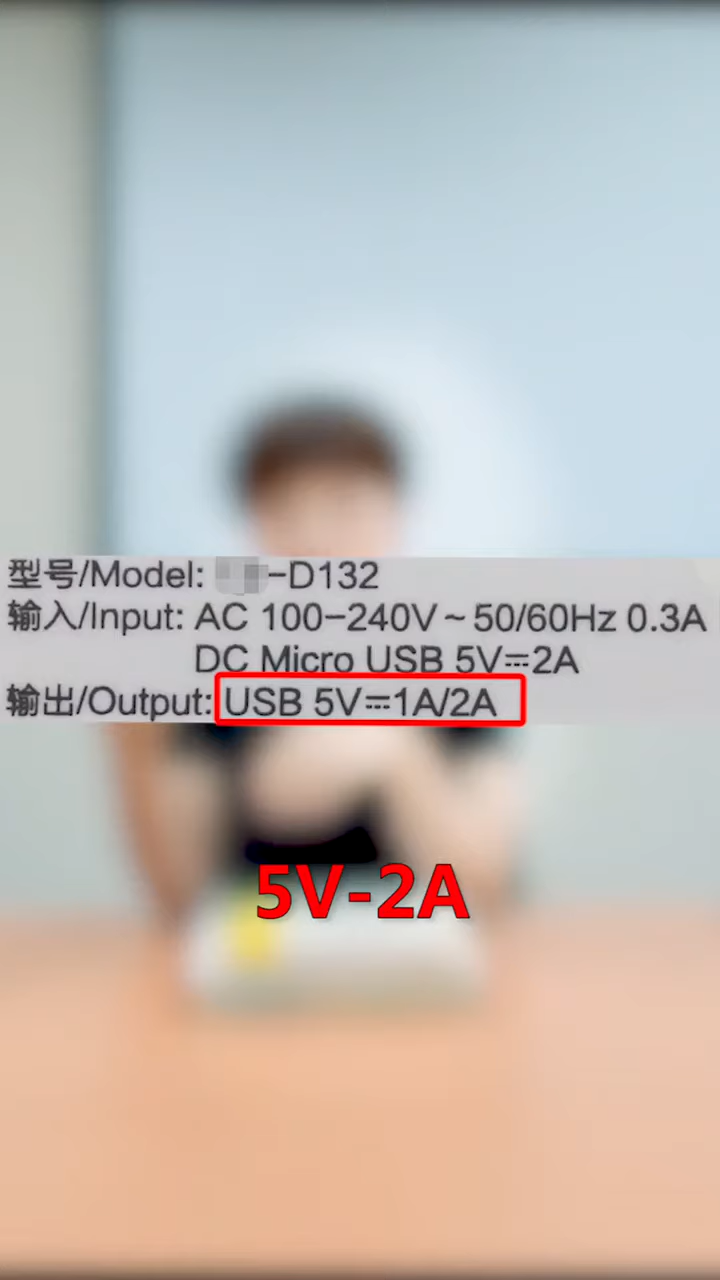 型号/Model: -D132
输入/Input: AC 100-240V ~ 50/60Hz 0.3A
DC Micro USB 5V⎓2A
输出/Output: USB 5V⎓1A/2A
5V-2A